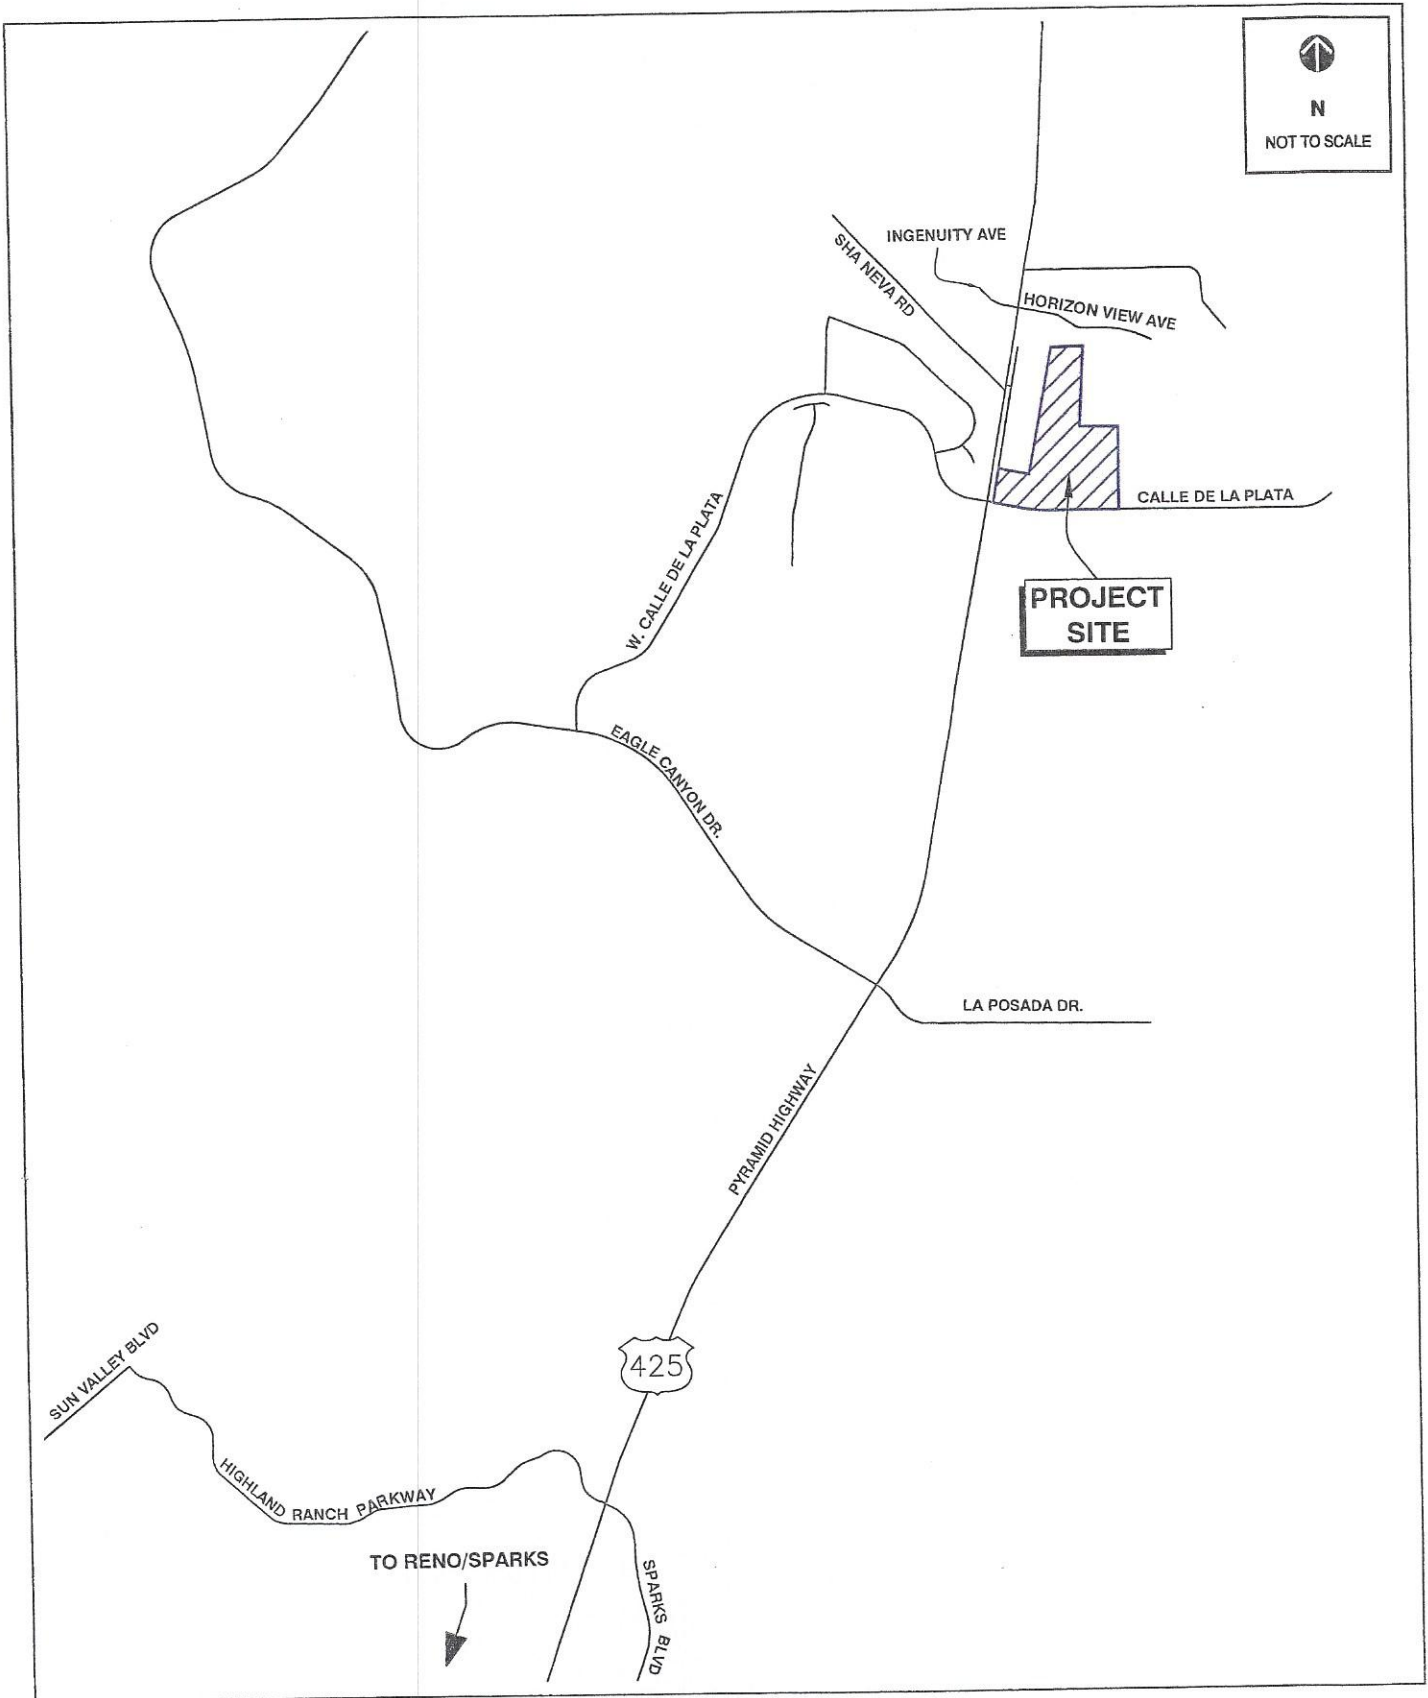 N
NOT TO SCALE
INGENUITY AVE
SHA NEVA RD
HORIZON VIEW AVE
CALLE DE LA PLATA
W. CALLE DE LA PLATA
PROJECT
SITE
EAGLE CANYON DR.
LA POSADA DR.
PYRAMID HIGHWAY
425
SUN VALLEY BLVD
HIGHLAND RANCH PARKWAY
TO RENO/SPARKS
SPARKS BLVD